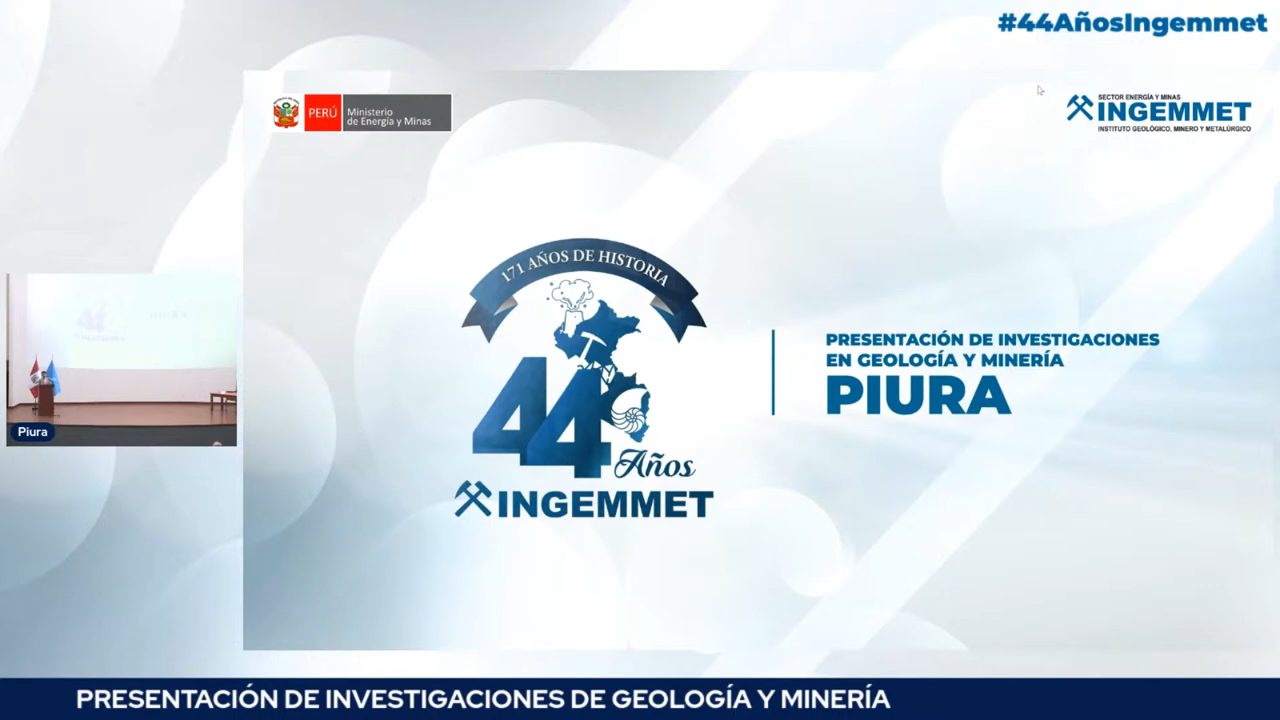 #44AñosIngemmet
PERÚ
Ministerio
de Energía y Minas
SECTOR ENERGÍA Y MINAS
INGEMMET
INSTITUTO GEOLÓGICO, MINERO Y METALÚRGICO
171 AÑOS DE HISTORIA
44
Años
INGEMMET
PRESENTACIÓN DE INVESTIGACIONES
EN GEOLOGÍA Y MINERÍA
PIURA
44
Piura
PRESENTACIÓN DE INVESTIGACIONES DE GEOLOGÍA Y MINERÍA